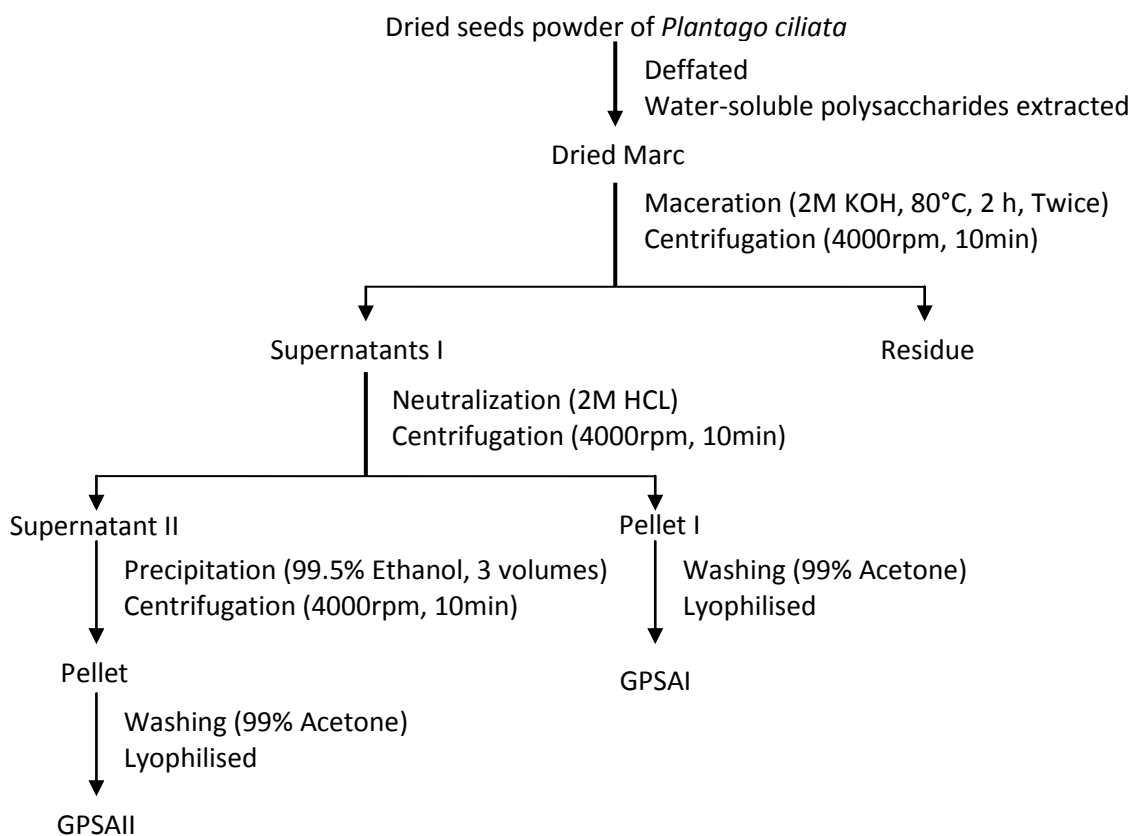 Dried seeds powder of Plantago ciliata
Deffated
Water-soluble polysaccharides extracted
Dried Marc
Maceration (2M KOH, 80°C, 2 h, Twice)
Centrifugation (4000rpm, 10min)
Supernatants I
Residue
Neutralization (2M HCL)
Centrifugation (4000rpm, 10min)
Supernatant II
Pellet I
Precipitation (99.5% Ethanol, 3 volumes)
Centrifugation (4000rpm, 10min)
Washing (99% Acetone)
Lyophilised
Pellet
GPSAI
Washing (99% Acetone)
Lyophilised
GPSAII